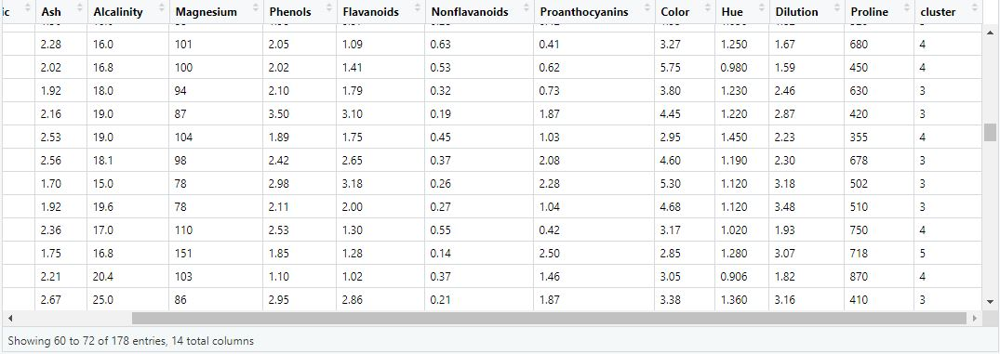 ic Ash Alcalinity Magnesium Phenols Flavanoids Nonflavanoids Proanthocyanins Color Hue Dilution Proline cluster
2.28 16.0 101 2.05 1.09 0.63 0.41 3.27 1.250 1.67 680 4
2.02 16.8 100 2.02 1.41 0.53 0.62 5.75 0.980 1.59 450 4
1.92 18.0 94 2.10 1.79 0.32 0.73 3.80 1.230 2.46 630 3
2.16 19.0 87 3.50 3.10 0.19 1.87 4.45 1.220 2.87 420 3
2.53 19.0 104 1.89 1.75 0.45 1.03 2.95 1.450 2.23 355 4
2.56 18.1 98 2.42 2.65 0.37 2.08 4.60 1.190 2.30 678 3
1.70 15.0 78 2.98 3.18 0.26 2.28 5.30 1.120 3.18 502 3
1.92 19.6 78 2.11 2.00 0.27 1.04 4.68 1.120 3.48 510 3
2.36 17.0 110 2.53 1.30 0.55 0.42 3.17 1.020 1.93 750 4
1.75 16.8 151 1.85 1.28 0.14 2.50 2.85 1.280 3.07 718 5
2.21 20.4 103 1.10 1.02 0.37 1.46 3.05 0.906 1.82 870 4
2.67 25.0 86 2.95 2.86 0.21 1.87 3.38 1.360 3.16 410 3
Showing 60 to 72 of 178 entries, 14 total columns